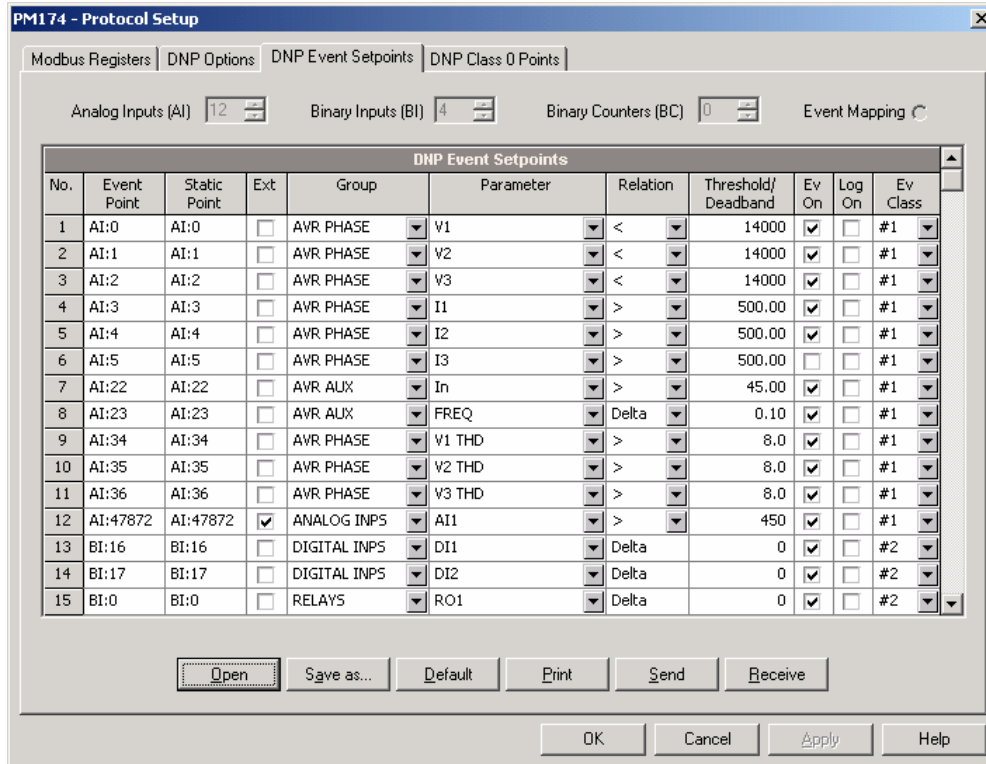 PM174 - Protocol Setup
Modbus Registers DNP Options DNP Event Setpoints DNP Class 0 Points
Analog Inputs (AI) 12 Binary Inputs (BI) 4 Binary Counters (BC) 0 Event Mapping
DNP Event Setpoints
No. Event Point Static Point Ext Group Parameter Relation Threshold/ Deadband Ev On Log On Ev Class
1 AI:0 AI:0 AVR PHASE V1 < 14000 #1
2 AI:1 AI:1 AVR PHASE V2 < 14000 #1
3 AI:2 AI:2 AVR PHASE V3 < 14000 #1
4 AI:3 AI:3 AVR PHASE I1 > 500.00 #1
5 AI:4 AI:4 AVR PHASE I2 > 500.00 #1
6 AI:5 AI:5 AVR PHASE I3 > 500.00 #1
7 AI:22 AI:22 AVR AUX In > 45.00 #1
8 AI:23 AI:23 AVR AUX FREQ Delta 0.10 #1
9 AI:34 AI:34 AVR PHASE V1 THD > 8.0 #1
10 AI:35 AI:35 AVR PHASE V2 THD > 8.0 #1
11 AI:36 AI:36 AVR PHASE V3 THD > 8.0 #1
12 AI:47872 AI:47872 ANALOG INPS AI1 > 450 #1
13 BI:16 BI:16 DIGITAL INPS DI1 Delta 0 #2
14 BI:17 BI:17 DIGITAL INPS DI2 Delta 0 #2
15 BI:0 BI:0 RELAYS RO1 Delta 0 #2
Open Save as... Default Print Send Receive
OK Cancel Apply Help